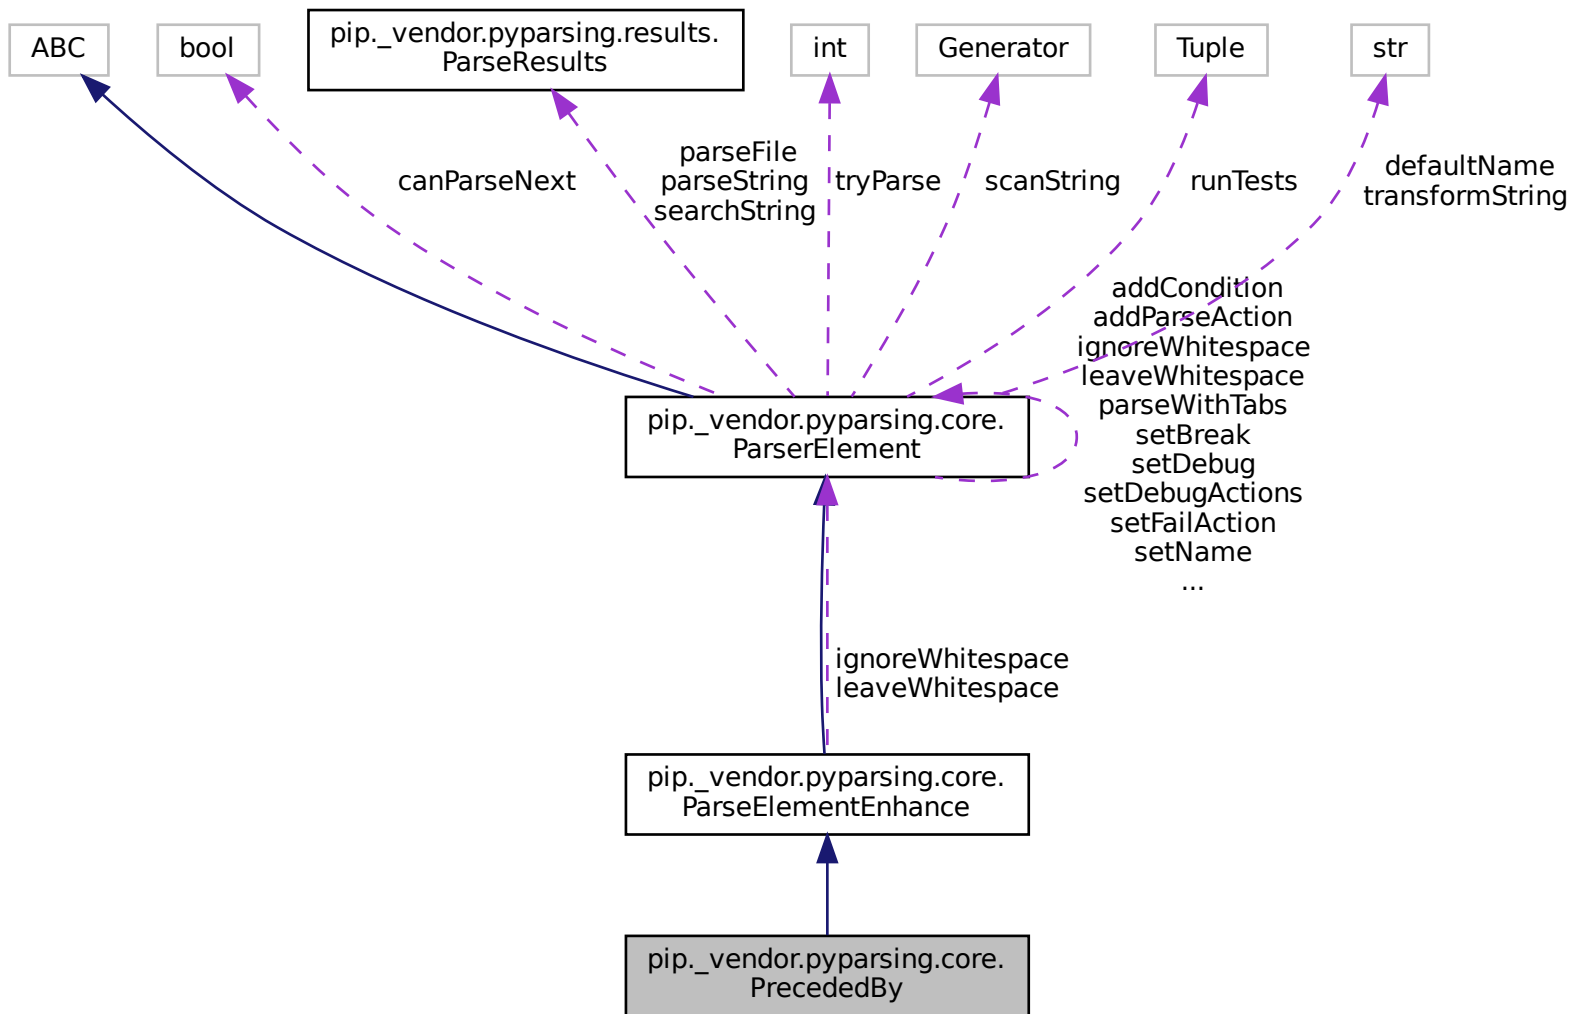 ABC
bool
pip._vendor.pyparsing.results.
ParseResults
int
Generator
Tuple
str
canParseNext
parseFile
parseString
searchString
tryParse
scanString
runTests
defaultName
transformString
addCondition
addParseAction
ignoreWhitespace
leaveWhitespace
parseWithTabs
setBreak
setDebug
setDebugActions
setFailAction
setName
...
pip._vendor.pyparsing.core.
ParserElement
ignoreWhitespace
leaveWhitespace
pip._vendor.pyparsing.core.
ParseElementEnhance
pip._vendor.pyparsing.core.
PrecededBy